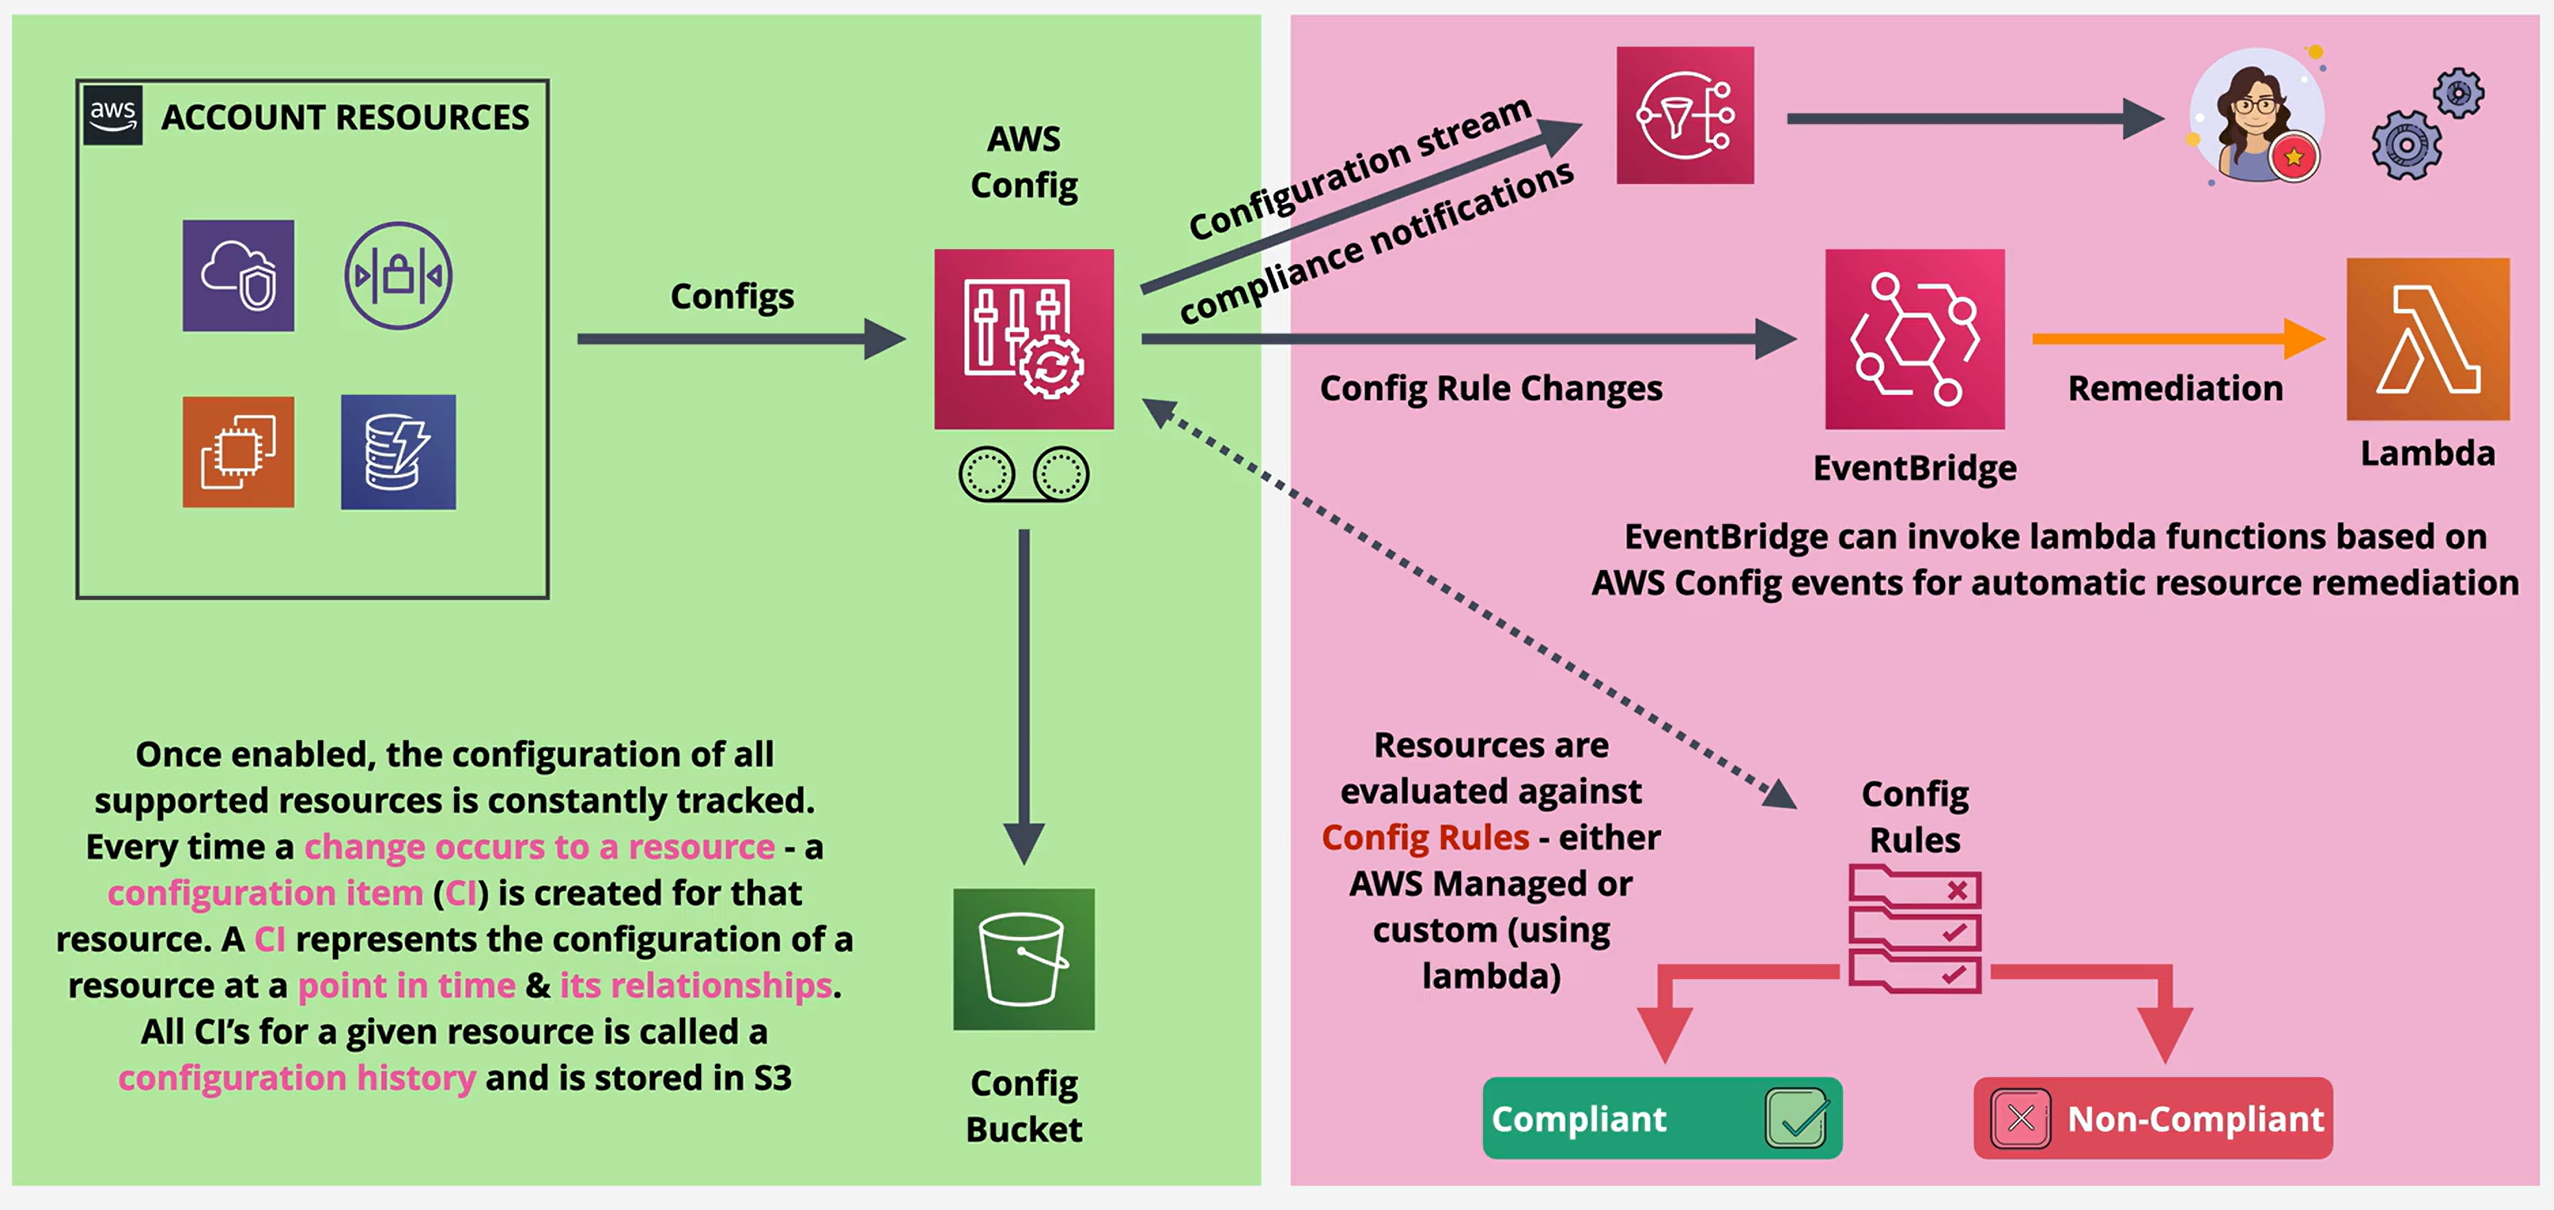 aws
ACCOUNT RESOURCES
Configs
AWS
Config
Once enabled, the configuration of all
supported resources is constantly tracked.
Every time a change occurs to a resource - a
configuration item (CI) is created for that
resource. A CI represents the configuration of a
resource at a point in time & its relationships.
All CI’s for a given resource is called a
configuration history and is stored in S3
Config
Bucket
Configuration stream
compliance notifications
Config Rule Changes
EventBridge
Remediation
Lambda
EventBridge can invoke lambda functions based on
AWS Config events for automatic resource remediation
Resources are
evaluated against
Config Rules - either
AWS Managed or
custom (using
lambda)
Config
Rules
Compliant
Non-Compliant